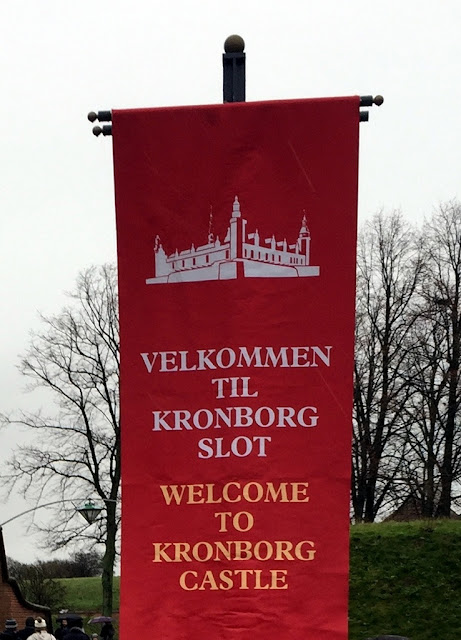 VELKOMMEN
TIL
KRONBORG
SLOT
WELCOME
TO
KRONBORG
CASTLE